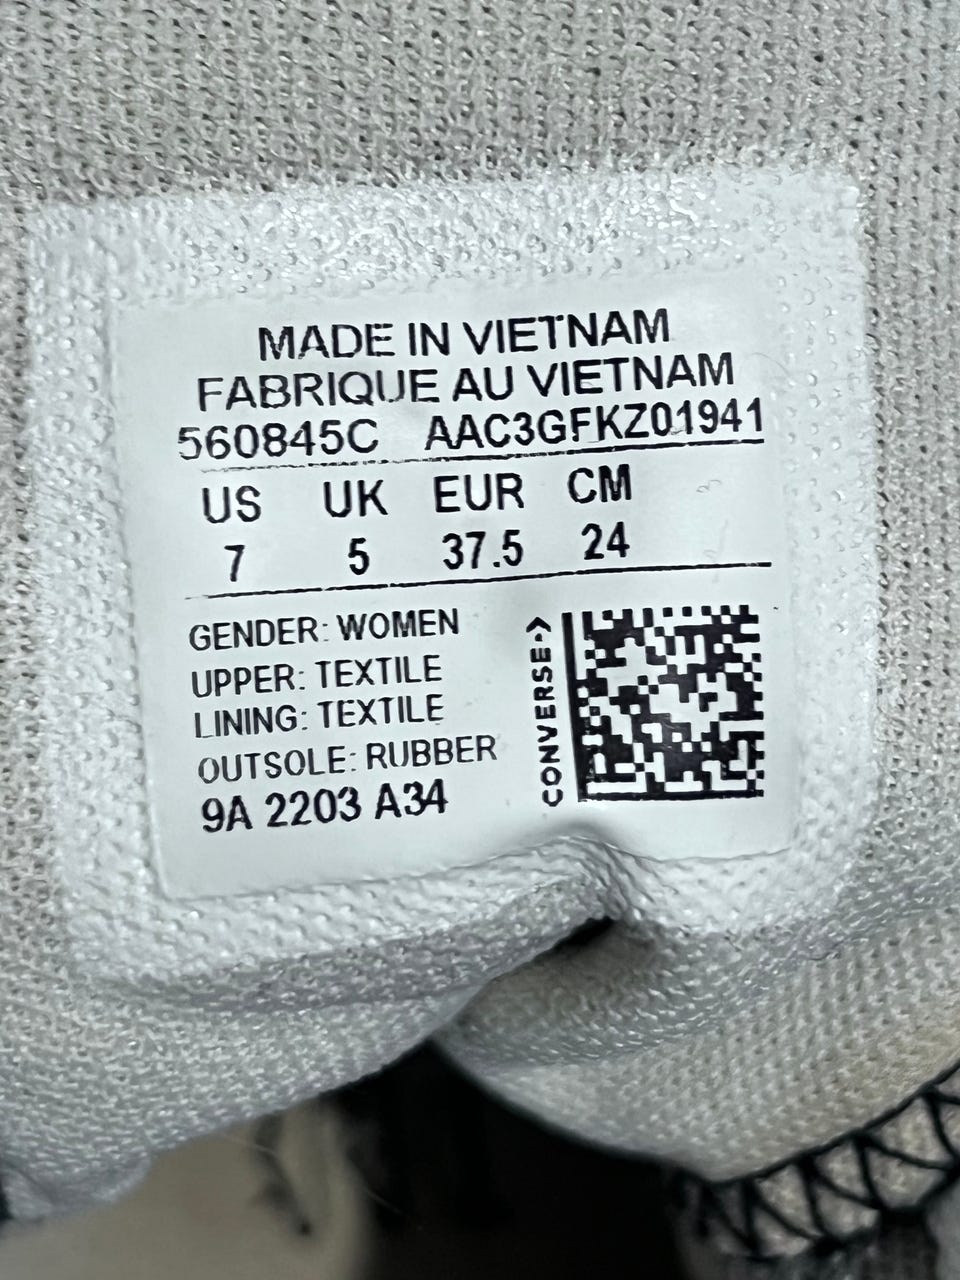 MADE IN VIETNAM
FABRIQUE AU VIETNAM
560845C AAC3GFKZ01941
US UK EUR CM
7 5 37.5 24
GENDER: WOMEN
UPPER: TEXTILE
LINING: TEXTILE
OUTSOLE: RUBBER
9A 2203 A34
CONVERSE